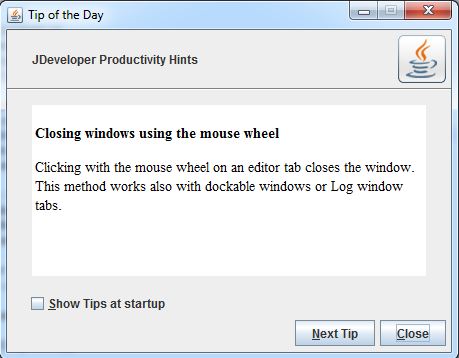 Tip of the Day
JDeveloper Productivity Hints
Closing windows using the mouse wheel
Clicking with the mouse wheel on an editor tab closes the window.
This method works also with dockable windows or Log window
tabs.
Show Tips at startup
Next Tip
Close